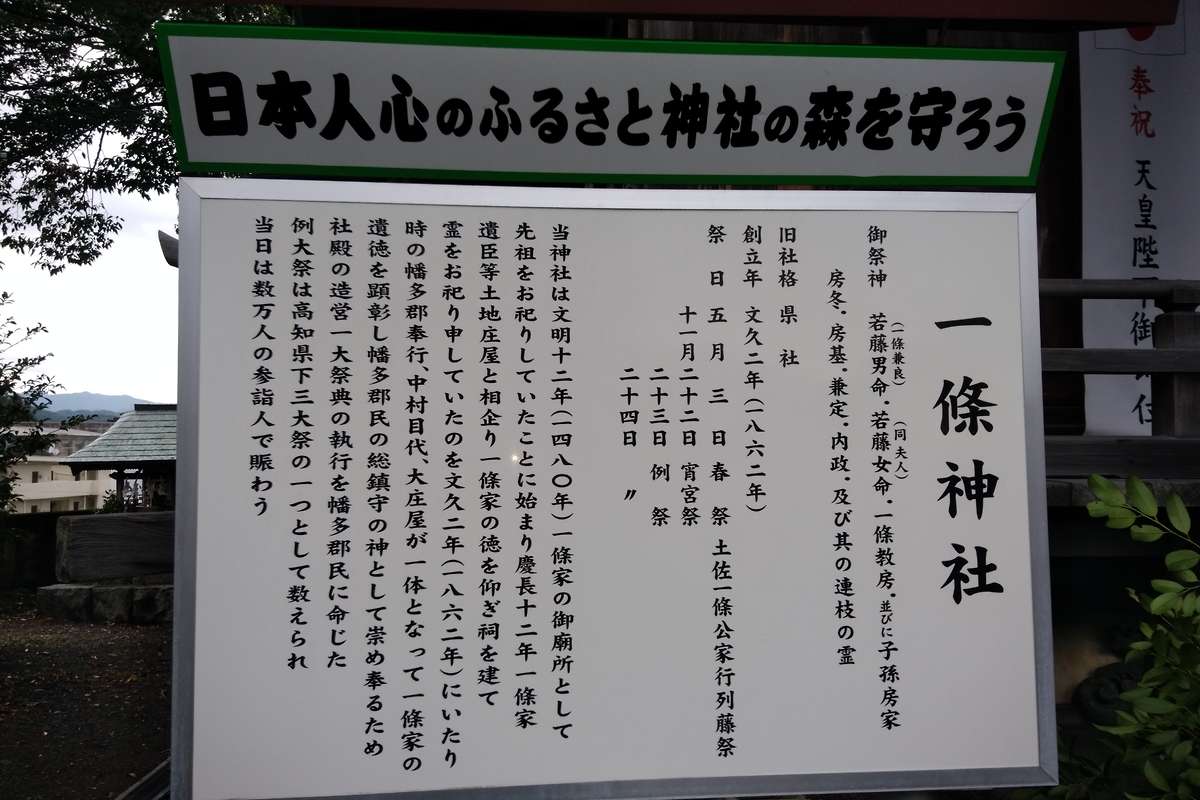 日本人心のふるさと神社の森を守ろう
一條神社
御祭神 若藤男命・若藤女命・一條教房・並びに子孫房家
(一條兼良) (同夫人)
房冬・房基・兼定・内政・及び其の連枝の霊
旧社格 県社
創立年 文久二年(一八六二年)
祭日 五月 三日 春祭 土佐一條公家行列藤祭
十一月二十二日 宵宮祭
二十三日 例祭
二十四日 〃
当神社は文明十二年(一四八〇年)一條家の御廟所として
先祖をお祀りしていたことに始まり慶長十二年一條家
遺臣等土地庄屋と相企り一條家の徳を仰ぎ祠を建て
霊をお祀り申していたのを文久二年(一八六二年)にいたり
時の幡多郡奉行、中村目代、大庄屋が一体となって一條家の
遺徳を顕彰し幡多郡民の総鎮守の神として崇め奉るため
社殿の造営一大祭典の執行を幡多郡民に命じた
例大祭は高知県下三大祭の一つとして数えられ
当日は数万人の参詣人で賑わう
奉祝 天皇陛
御